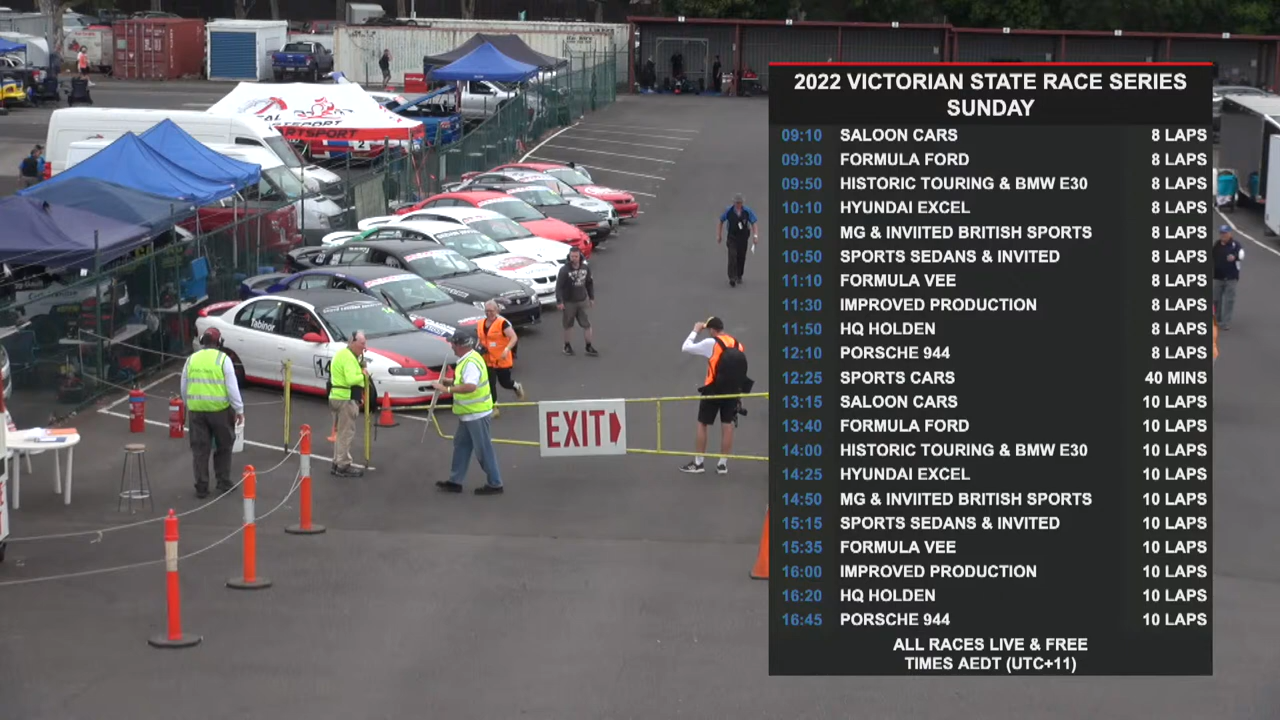 2022 VICTORIAN STATE RACE SERIES
SUNDAY
09:10 SALOON CARS 8 LAPS
09:30 FORMULA FORD 8 LAPS
09:50 HISTORIC TOURING & BMW E30 8 LAPS
10:10 HYUNDAI EXCEL 8 LAPS
10:30 MG & INVIITED BRITISH SPORTS 8 LAPS
10:50 SPORTS SEDANS & INVITED 8 LAPS
11:10 FORMULA VEE 8 LAPS
11:30 IMPROVED PRODUCTION 8 LAPS
11:50 HQ HOLDEN 8 LAPS
12:10 PORSCHE 944 8 LAPS
12:25 SPORTS CARS 40 MINS
13:15 SALOON CARS 10 LAPS
13:40 FORMULA FORD 10 LAPS
14:00 HISTORIC TOURING & BMW E30 10 LAPS
14:25 HYUNDAI EXCEL 10 LAPS
14:50 MG & INVIITED BRITISH SPORTS 10 LAPS
15:15 SPORTS SEDANS & INVITED 10 LAPS
15:35 FORMULA VEE 10 LAPS
16:00 IMPROVED PRODUCTION 10 LAPS
16:20 HQ HOLDEN 10 LAPS
16:45 PORSCHE 944 10 LAPS
ALL RACES LIVE & FREE
TIMES AEDT (UTC+11)
Tabinor
EXIT